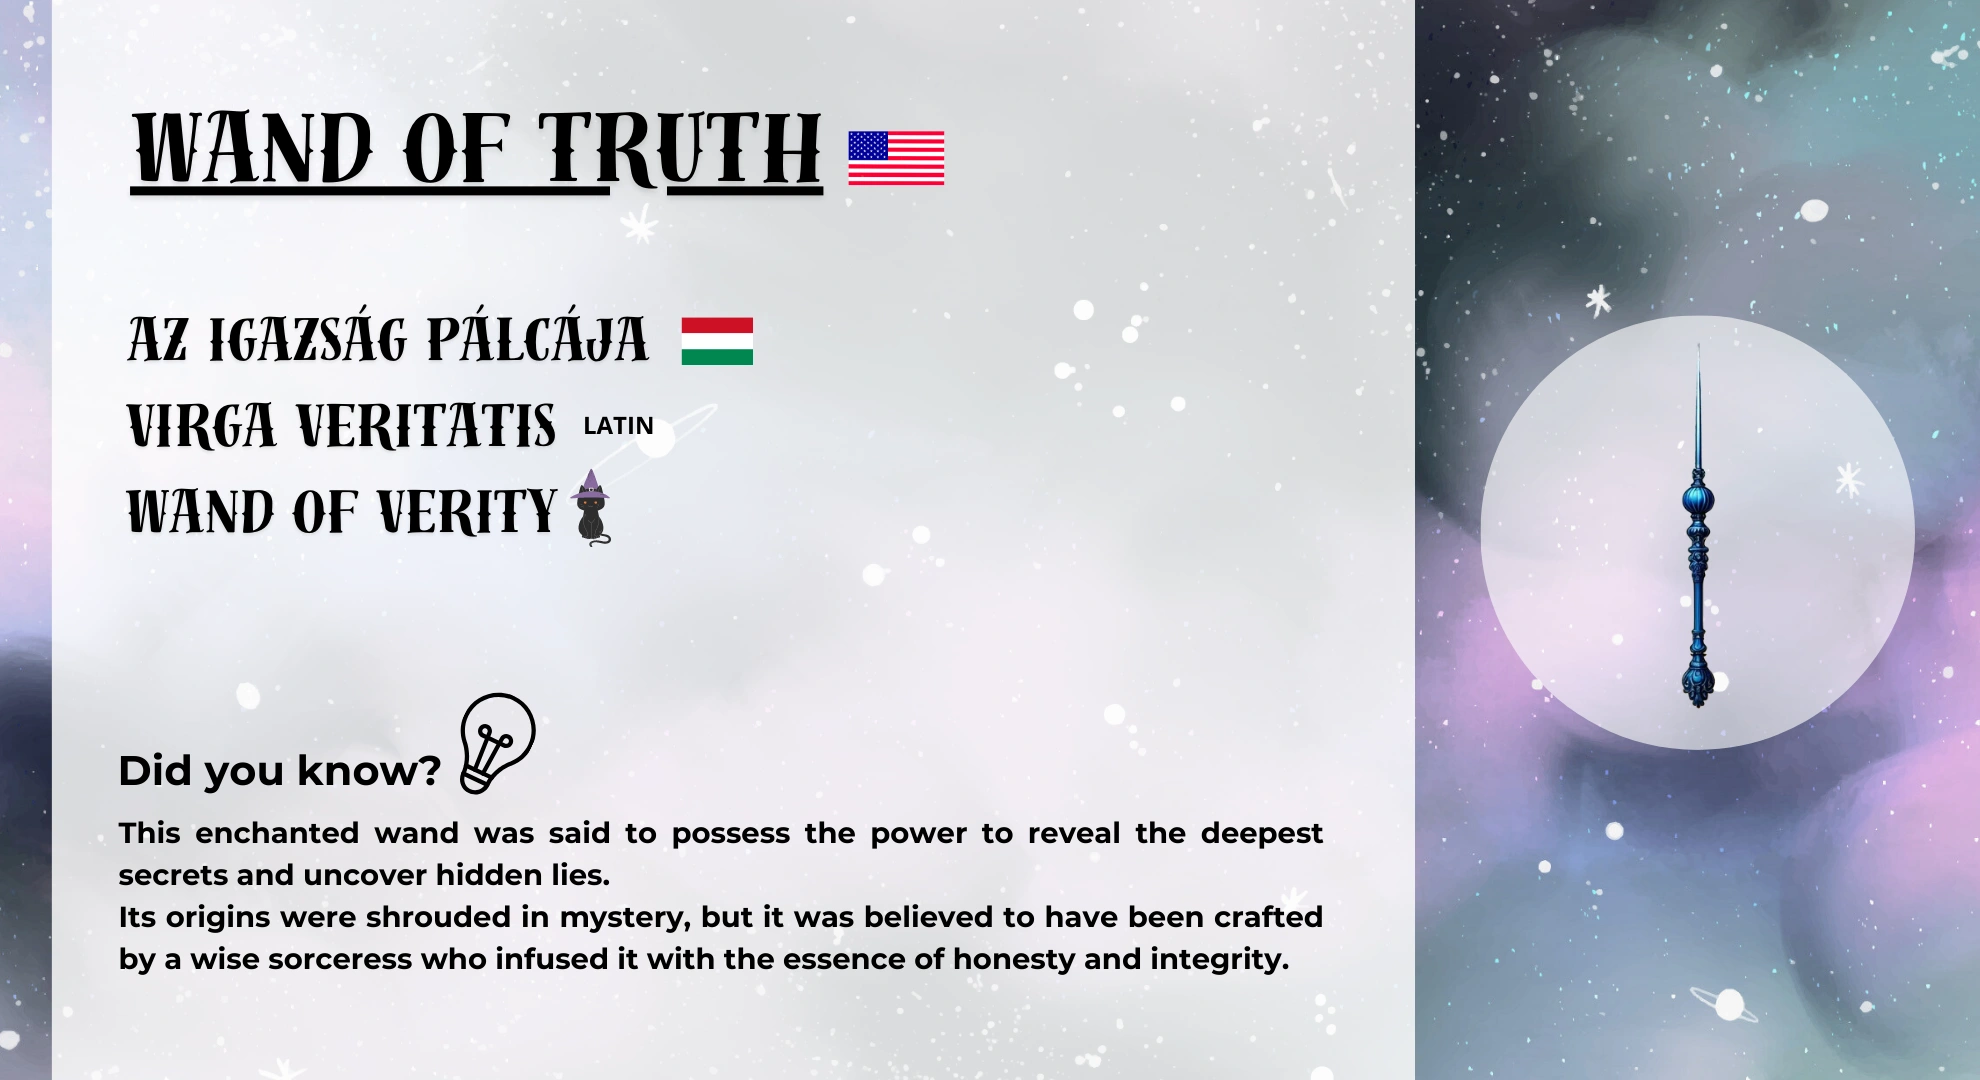 WAND OF TRUTH
AZ IGAZSÁG PÁLCÁJA
VIRGA VERITATIS LATIN
WAND OF VERITY
Did you know?
This enchanted wand was said to possess the power to reveal the deepest
secrets and uncover hidden lies.
Its origins were shrouded in mystery, but it was believed to have been crafted
by a wise sorceress who infused it with the essence of honesty and integrity.